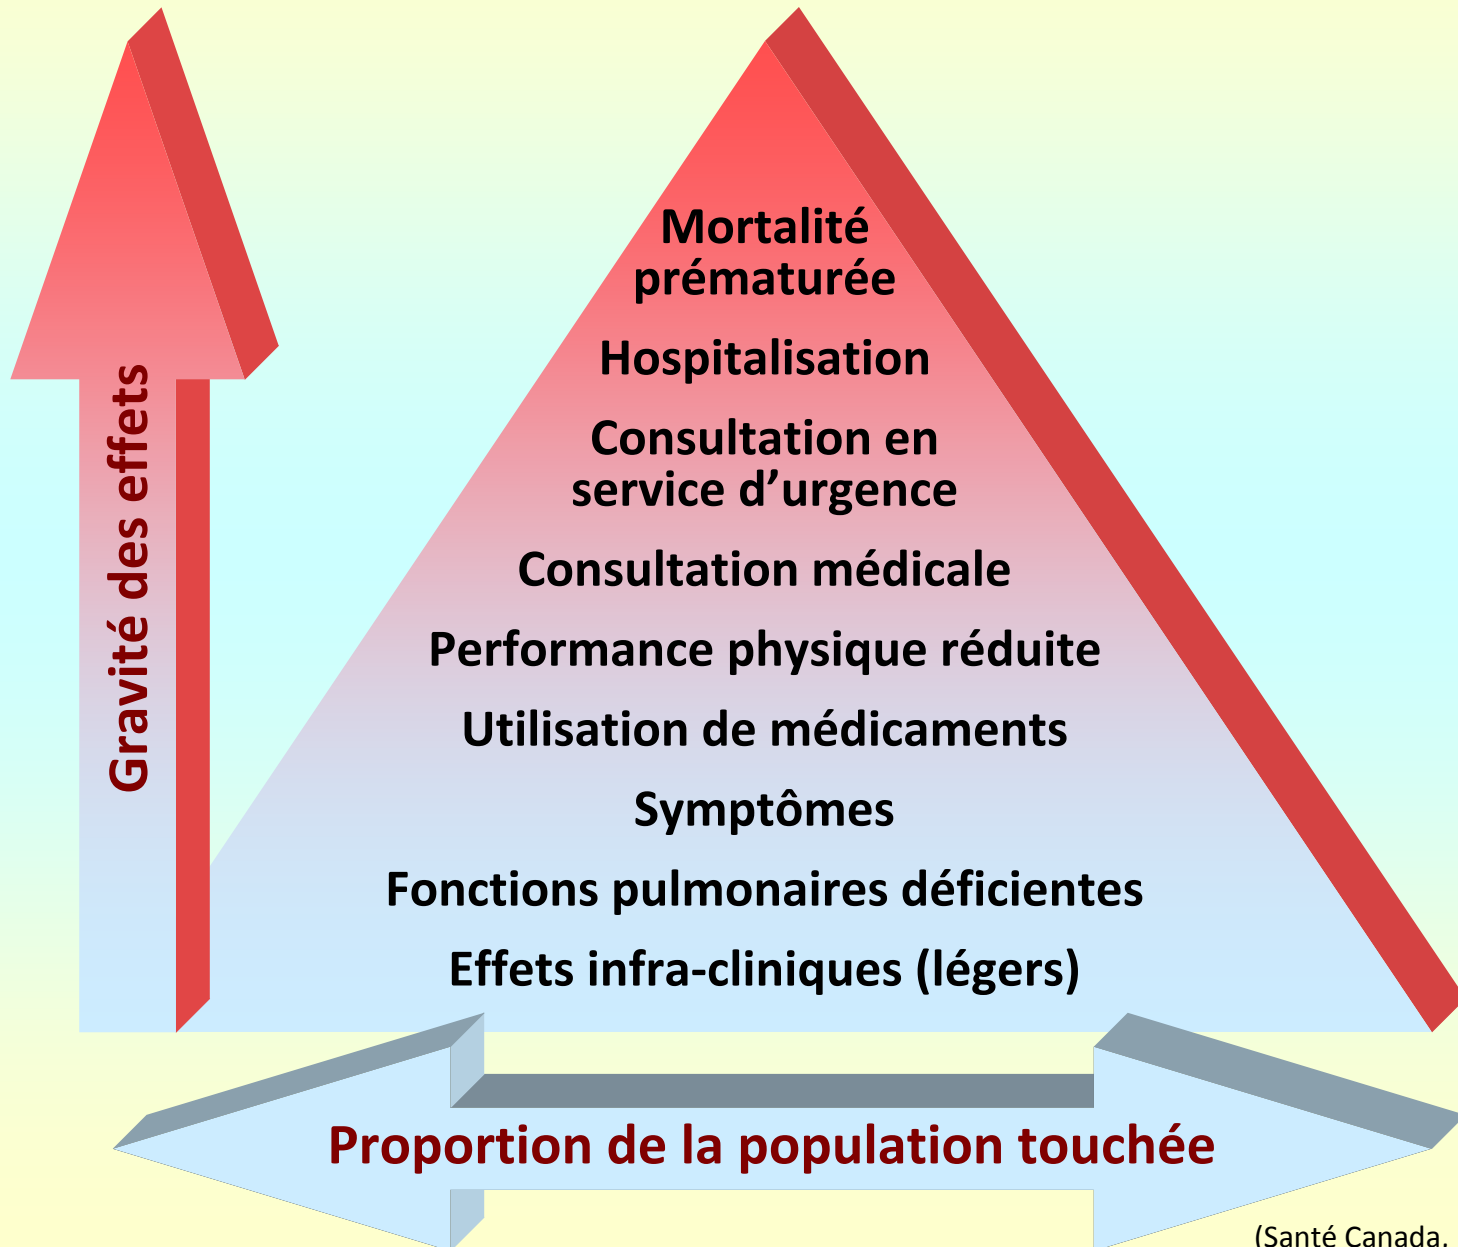 Mortalité
prématurée
Hospitalisation
Consultation en
service d’urgence
Consultation médicale
Performance physique réduite
Utilisation de médicaments
Symptômes
Fonctions pulmonaires déficientes
Effets infra-cliniques (légers)
Gravité des effets
Proportion de la population touchée
(Santé Canada,